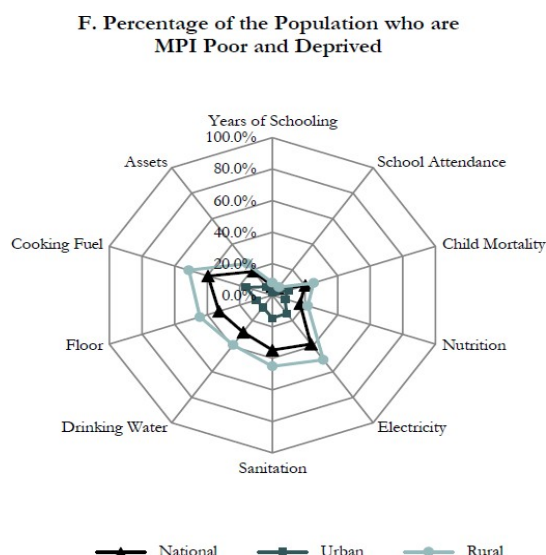 F. Percentage of the Population who are
MPI Poor and Deprived
Years of Schooling
100.0%
Assets
80.0%
School Attendance
60.0%
40.0%
Cooking Fuel
20.0%
Child Mortality
0.0%
Floor
Nutrition
Drinking Water
Electricity
Sanitation
National
Urban
Rural